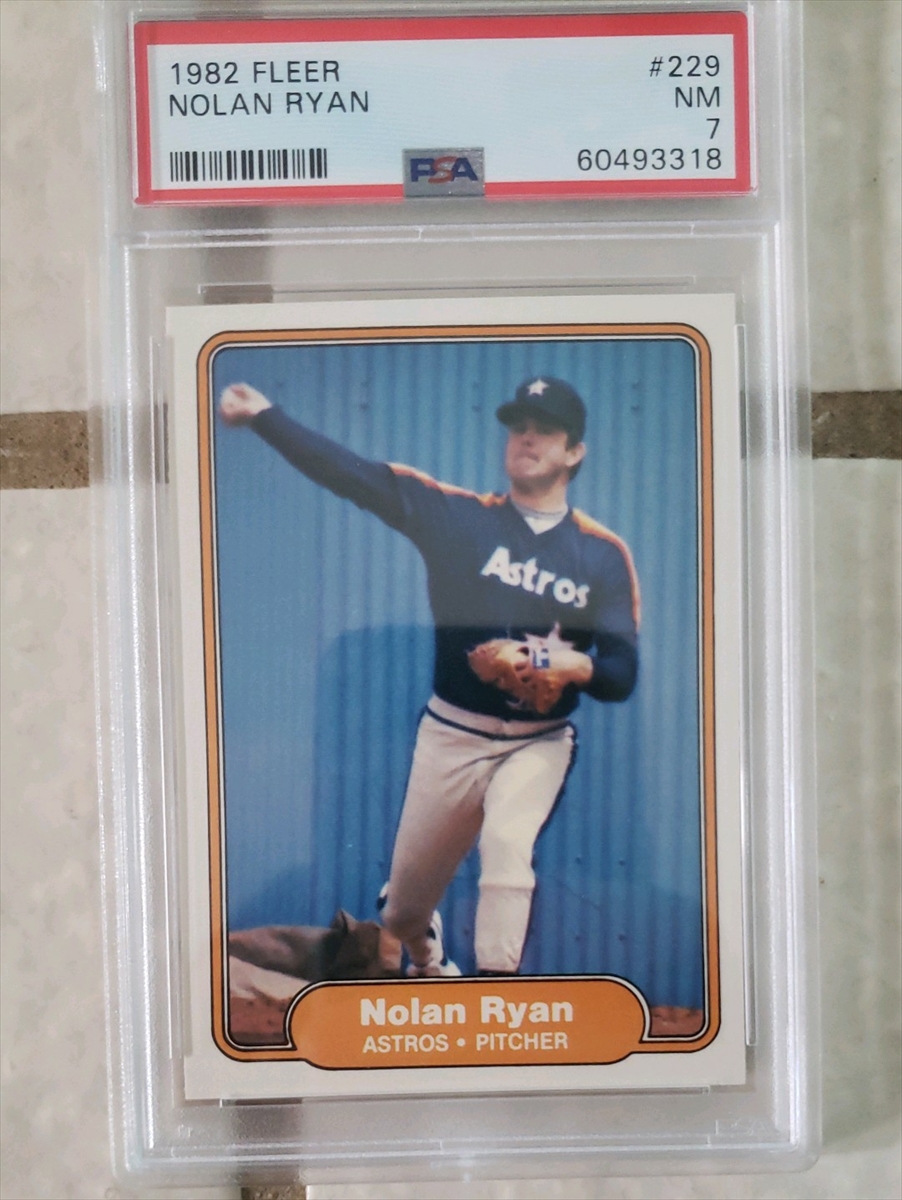 1982 FLEER #229
NOLAN RYAN NM
7
PSA 60493318
Astros
Nolan Ryan
ASTROS • PITCHER